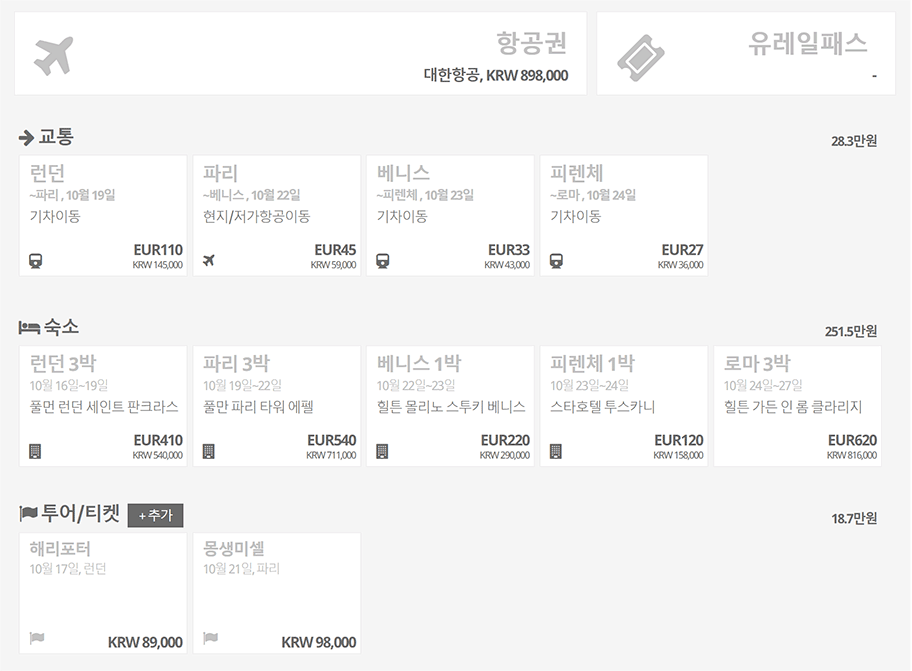 항공권
대한항공, KRW 898,000
유레일패스
-
교통
28.3만원
런던
~파리 , 10월 19일
기차이동
EUR110
KRW 145,000
파리
~베니스 , 10월 22일
현지/저가항공이동
EUR45
KRW 59,000
베니스
~피렌체 , 10월 23일
기차이동
EUR33
KRW 43,000
피렌체
~로마 , 10월 24일
기차이동
EUR27
KRW 36,000
숙소
251.5만원
런던 3박
10월 16일~19일
풀먼 런던 세인트 판크라스
EUR410
KRW 540,000
파리 3박
10월 19일~22일
풀만 파리 타워 에펠
EUR540
KRW 711,000
베니스 1박
10월 22일~23일
힐튼 몰리노 스투키 베니스
EUR220
KRW 290,000
피렌체 1박
10월 23일~24일
스타호텔 투스카니
EUR120
KRW 158,000
로마 3박
10월 24일~27일
힐튼 가든 인 롬 클라리지
EUR620
KRW 816,000
투어/티켓
+ 추가
18.7만원
해리포터
10월 17일, 런던
KRW 89,000
몽생미셸
10월 21일, 파리
KRW 98,000